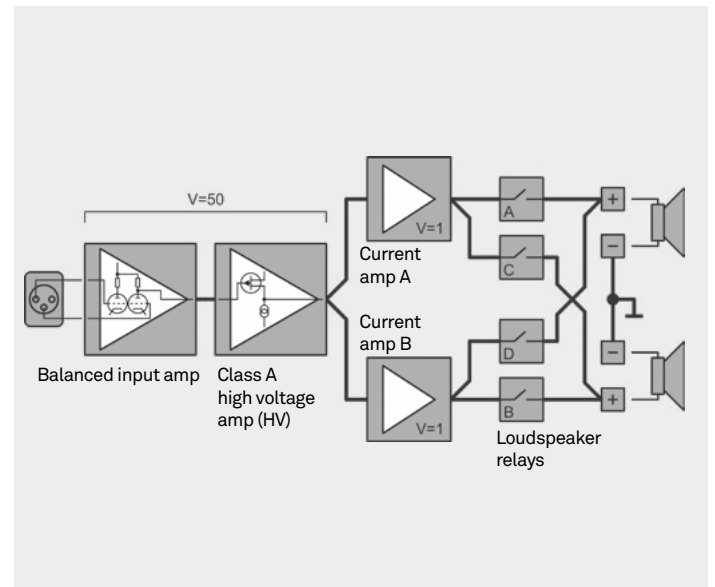 V=50
V=1
Current
amp A
A
C
+
−
Balanced input amp
Class A
high voltage
amp (HV)
Current
amp B
V=1
D
B
−
+
Loudspeaker
relays